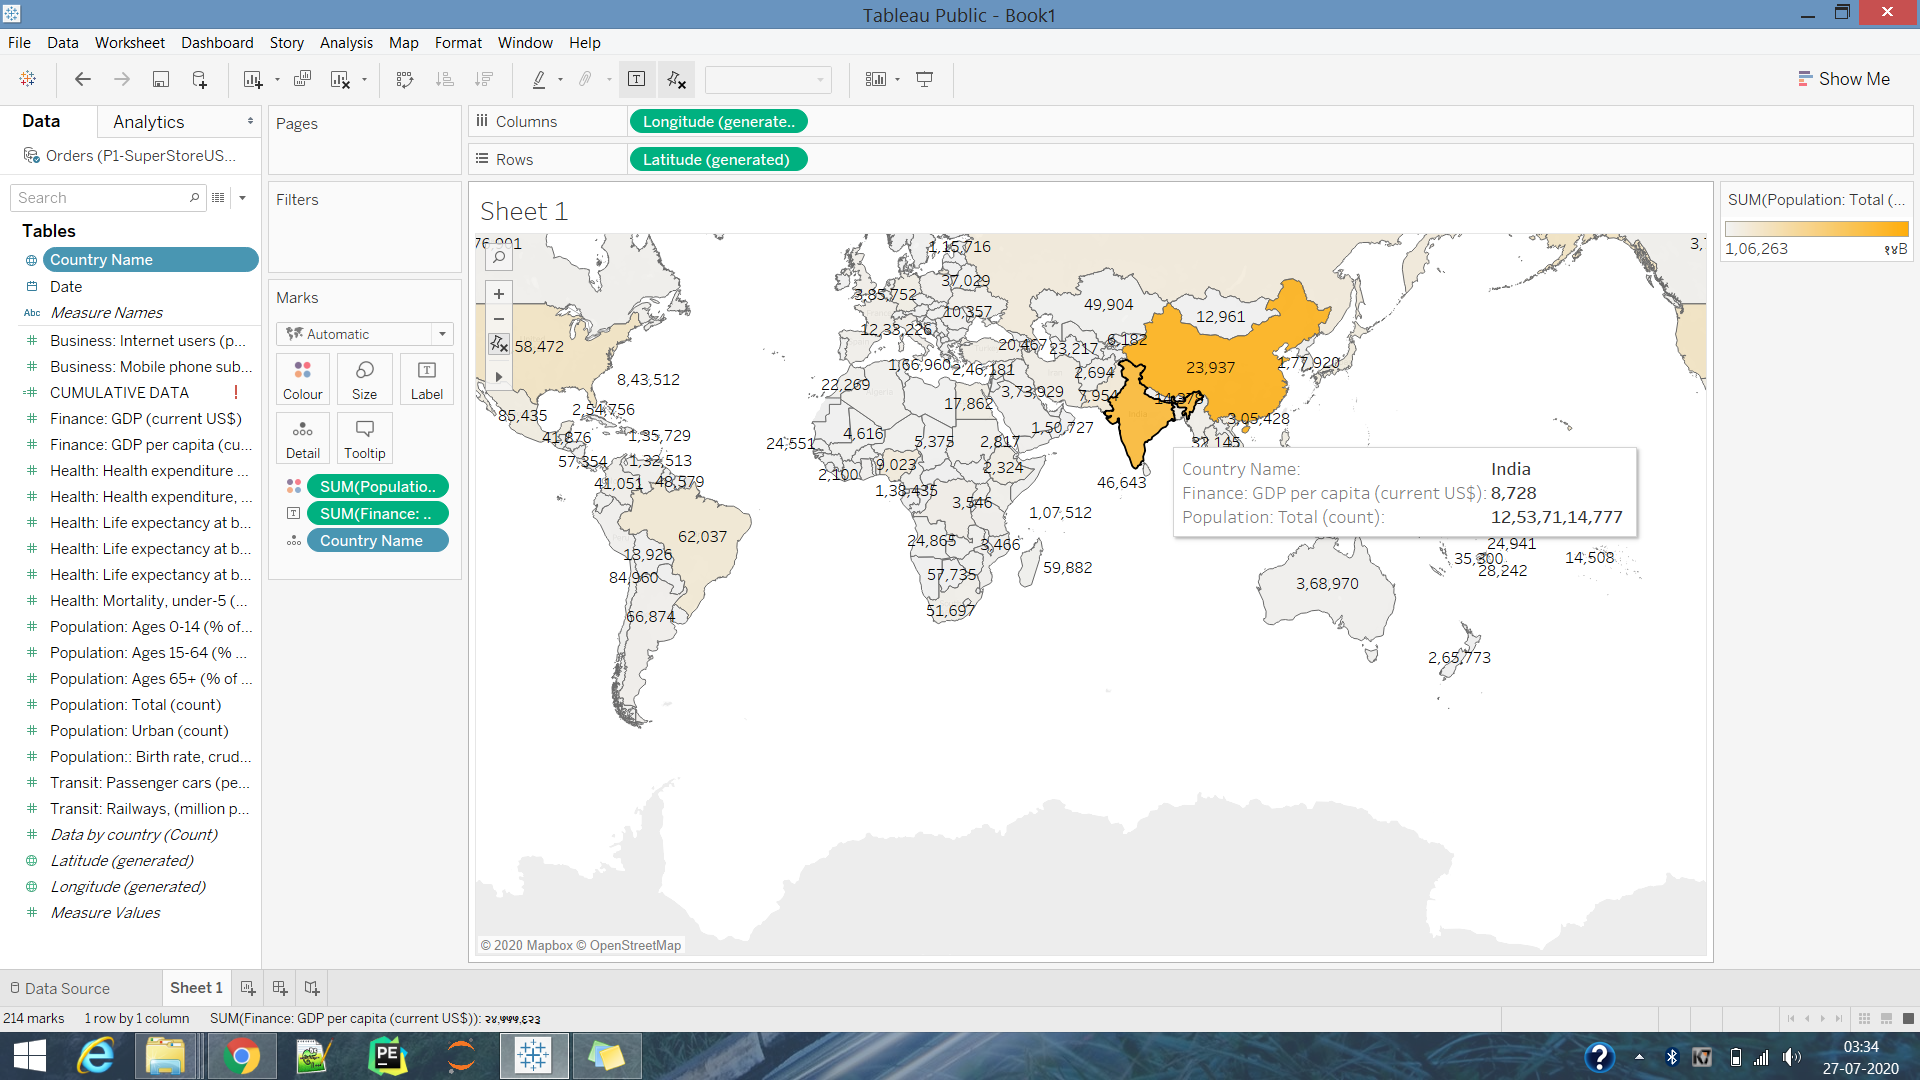 Tableau Public - Book1
File Data Worksheet Dashboard Story Analysis Map Format Window Help
Show Me
Data Analytics
Orders (P1-SuperStoreUS...
Search
Tables
Country Name
Date
Abc Measure Names
Business: Internet users (p...
Business: Mobile phone sub...
CUMULATIVE DATA !
Finance: GDP (current US$)
Finance: GDP per capita (cu...
Health: Health expenditure ...
Health: Health expenditure, ...
Health: Life expectancy at b...
Health: Life expectancy at b...
Health: Life expectancy at b...
Health: Mortality, under-5 (...
Population: Ages 0-14 (% of...
Population: Ages 15-64 (% ...
Population: Ages 65+ (% of ...
Population: Total (count)
Population: Urban (count)
Population:: Birth rate, crud...
Transit: Passenger cars (pe...
Transit: Railways, (million p...
Data by country (Count)
Latitude (generated)
Longitude (generated)
Measure Values
Pages
Filters
Marks
Automatic
Colour Size Label
Detail Tooltip
SUM(Populatio..
SUM(Finance: ..
Country Name
Columns Longitude (generate..
Rows Latitude (generated)
Sheet 1
1,15,716
37,029
3,85,752
49,904
10,357
12,961
12,33,226
58,472
20,467
23,217
6,182
1,77,920
1,66,960
2,46,181
2,694
23,937
8,43,512
22,269
3,73,929
7,954
17,862
85,435
2,54,756
3,05,428
1,50,727
41,876
1,35,729
4,616
5,375
2,817
24,551
32,145
57,354
1,32,513
9,023
2,324
2,100
41,051
48,579
1,38,435
46,643
3,546
1,07,512
62,037
24,865
3,466
24,941
13,926
35,300
14,508
84,960
57,735
59,882
28,242
3,68,970
66,874
51,697
2,65,773
Country Name: India
Finance: GDP per capita (current US$): 8,728
Population: Total (count): 12,53,71,14,777
© 2020 Mapbox © OpenStreetMap
SUM(Population: Total (...
1,06,263 १४B
Data Source Sheet 1
214 marks 1 row by 1 column SUM(Finance: GDP per capita (current US$)):
03:34
27-07-2020